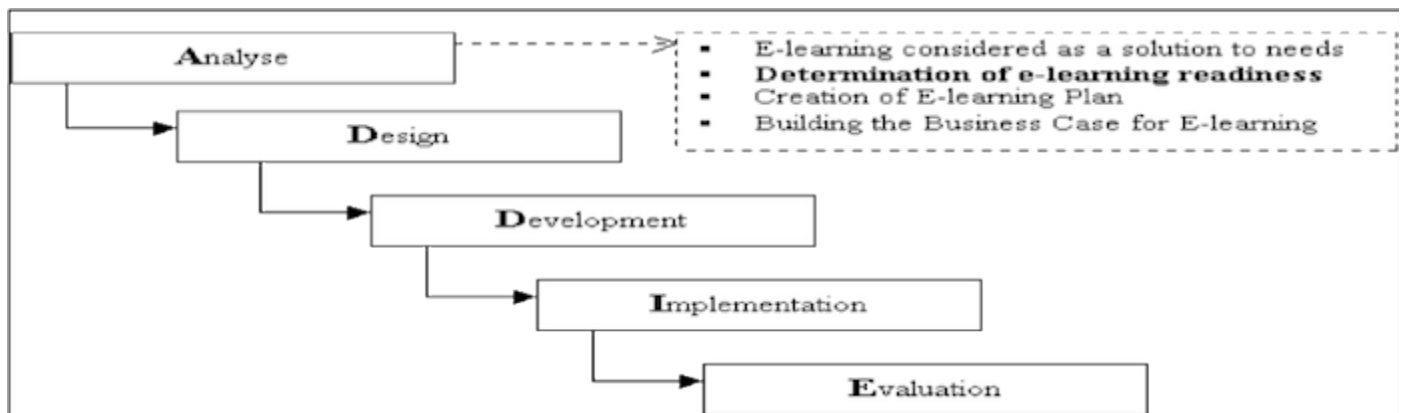 Analyse
▪ E-learning considered as a solution to needs
▪ Determination of e-learning readiness
▪ Creation of E-learning Plan
▪ Building the Business Case for E-learning
Design
Development
Implementation
Evaluation